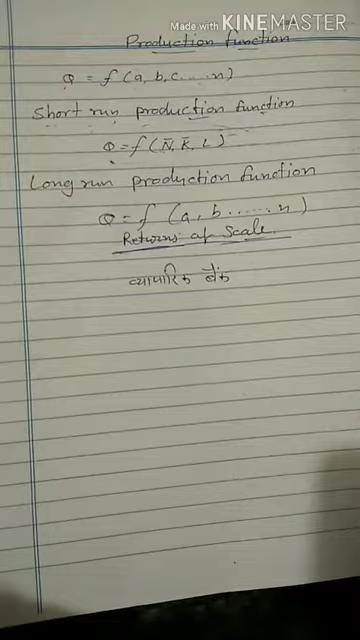 Made with KINEMASTER
Production function
Q = f (a, b, c.....n)
Short run production function
Q = f (N̄, K̄, L)
Long run production function
Q = f (a, b ...... n)
Returns of Scale
व्यापारिक बैंक